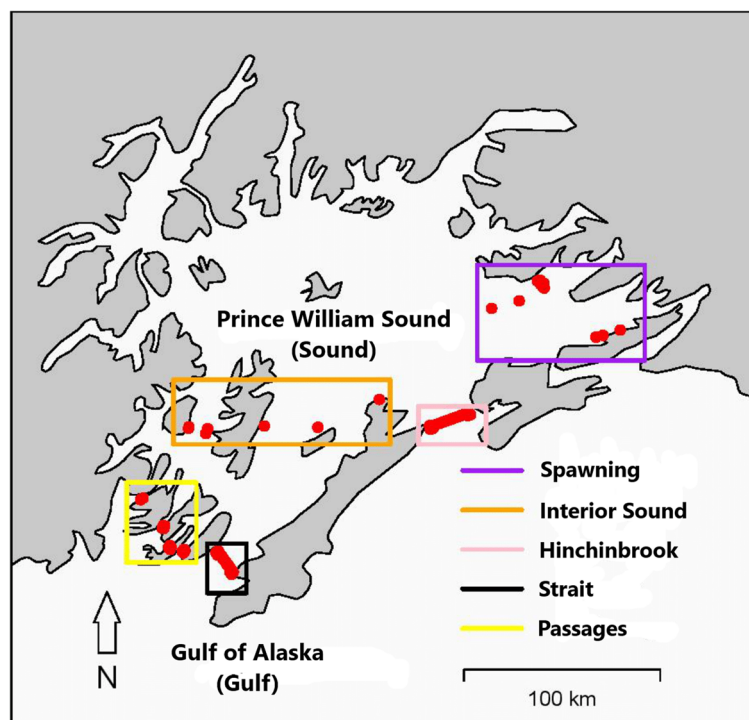 Prince William Sound
(Sound)
Spawning
Interior Sound
Hinchinbrook
Strait
Passages
Gulf of Alaska
(Gulf)
N
100 km